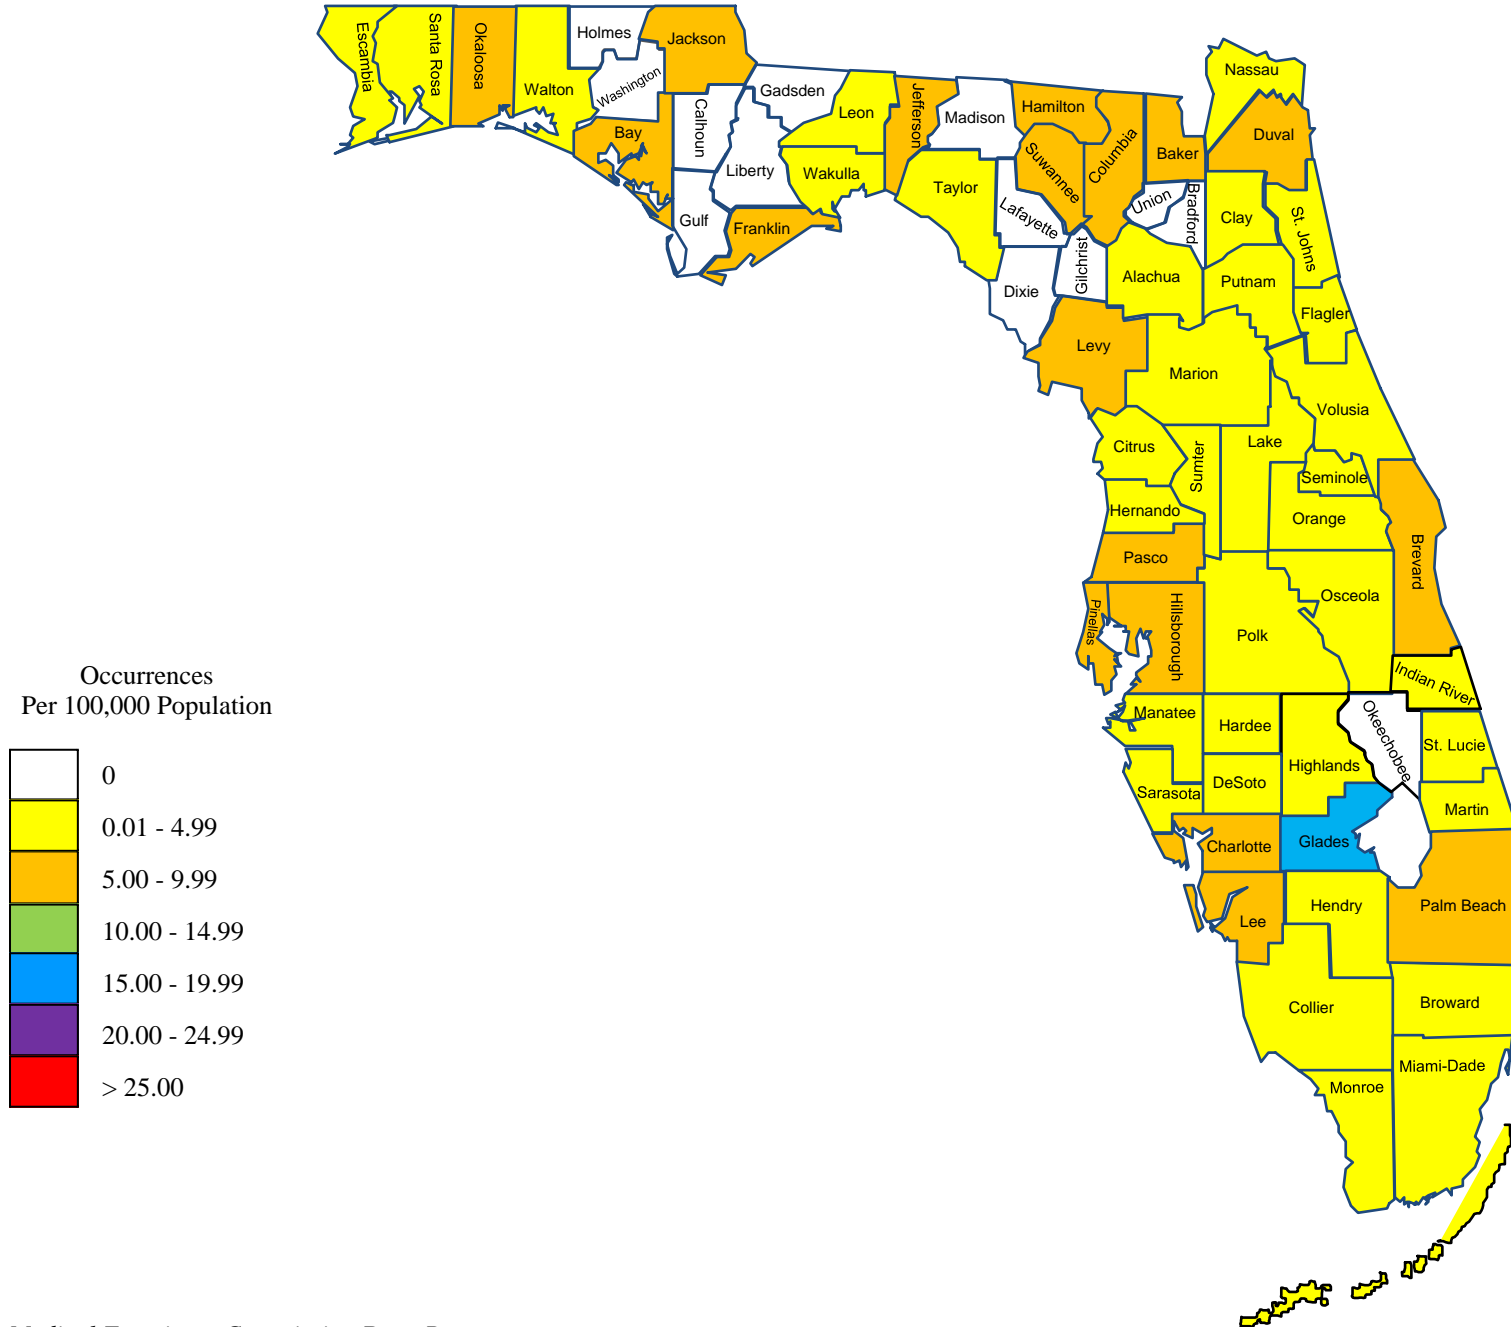 Escambia
Santa Rosa
Okaloosa
Walton
Holmes
Washington
Jackson
Bay
Calhoun
Gulf
Gadsden
Liberty
Franklin
Leon
Wakulla
Jefferson
Madison
Taylor
Hamilton
Suwannee
Lafayette
Dixie
Columbia
Gilchrist
Baker
Union
Bradford
Nassau
Duval
Clay
St. Johns
Alachua
Putnam
Flagler
Levy
Marion
Volusia
Citrus
Sumter
Lake
Seminole
Hernando
Orange
Pasco
Brevard
Pinellas
Hillsborough
Polk
Osceola
Indian River
Manatee
Hardee
Highlands
Okeechobee
St. Lucie
Sarasota
DeSoto
Martin
Charlotte
Glades
Lee
Hendry
Palm Beach
Collier
Broward
Monroe
Miami-Dade
Occurrences
Per 100,000 Population
0
0.01 - 4.99
5.00 - 9.99
10.00 - 14.99
15.00 - 19.99
20.00 - 24.99
> 25.00